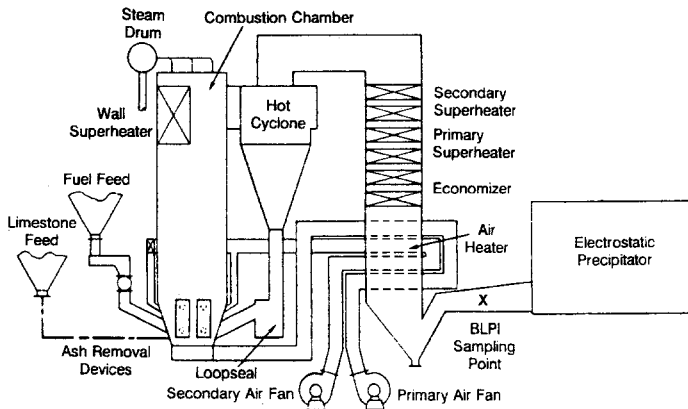 Steam
Drum
Combustion Chamber
Wall
Superheater
Hot
Cyclone
Secondary
Superheater
Primary
Superheater
Economizer
Fuel Feed
Limestone
Feed
Air
Heater
Electrostatic
Precipitator
X
BLPI
Sampling
Point
Ash Removal
Devices
Loopseal
Secondary Air Fan
Primary Air Fan